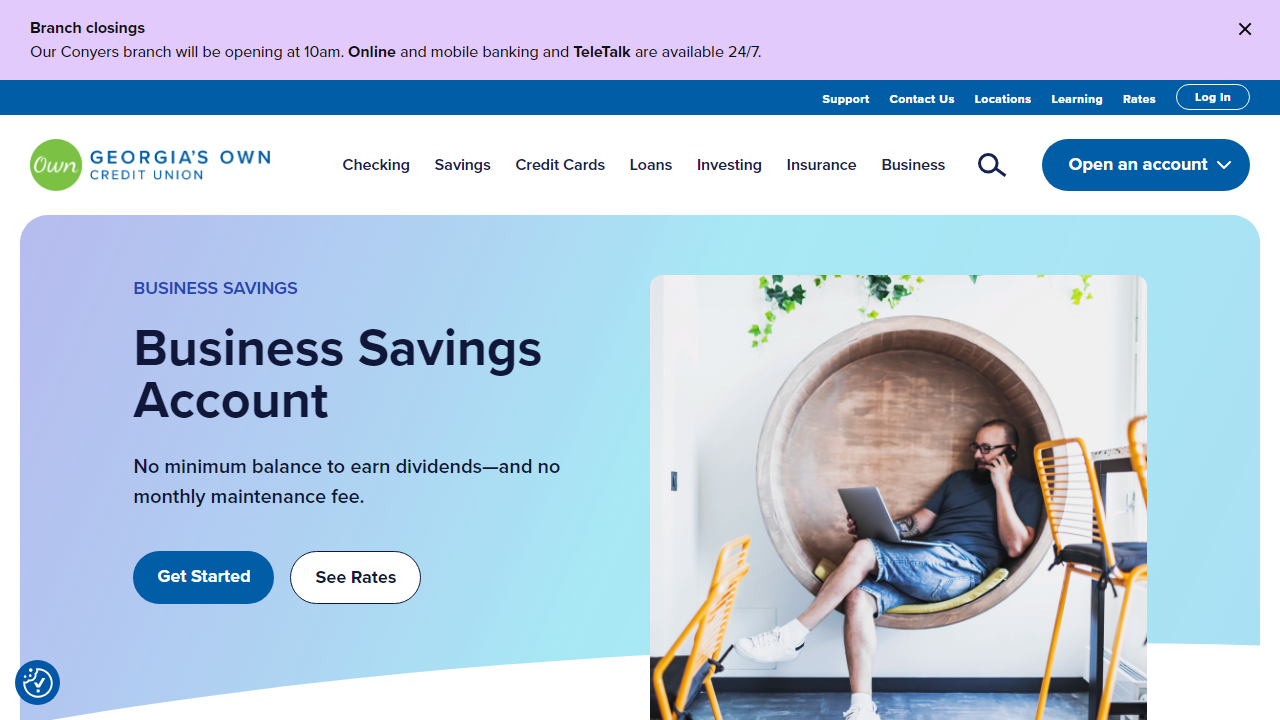 Branch closings
Our Conyers branch will be opening at 10am. Online and mobile banking and TeleTalk are available 24/7.
Support Contact Us Locations Learning Rates Log In
Own GEORGIA'S OWN
CREDIT UNION
Checking Savings Credit Cards Loans Investing Insurance Business Open an account
BUSINESS SAVINGS
Business Savings
Account
No minimum balance to earn dividends—and no
monthly maintenance fee.
Get Started See Rates